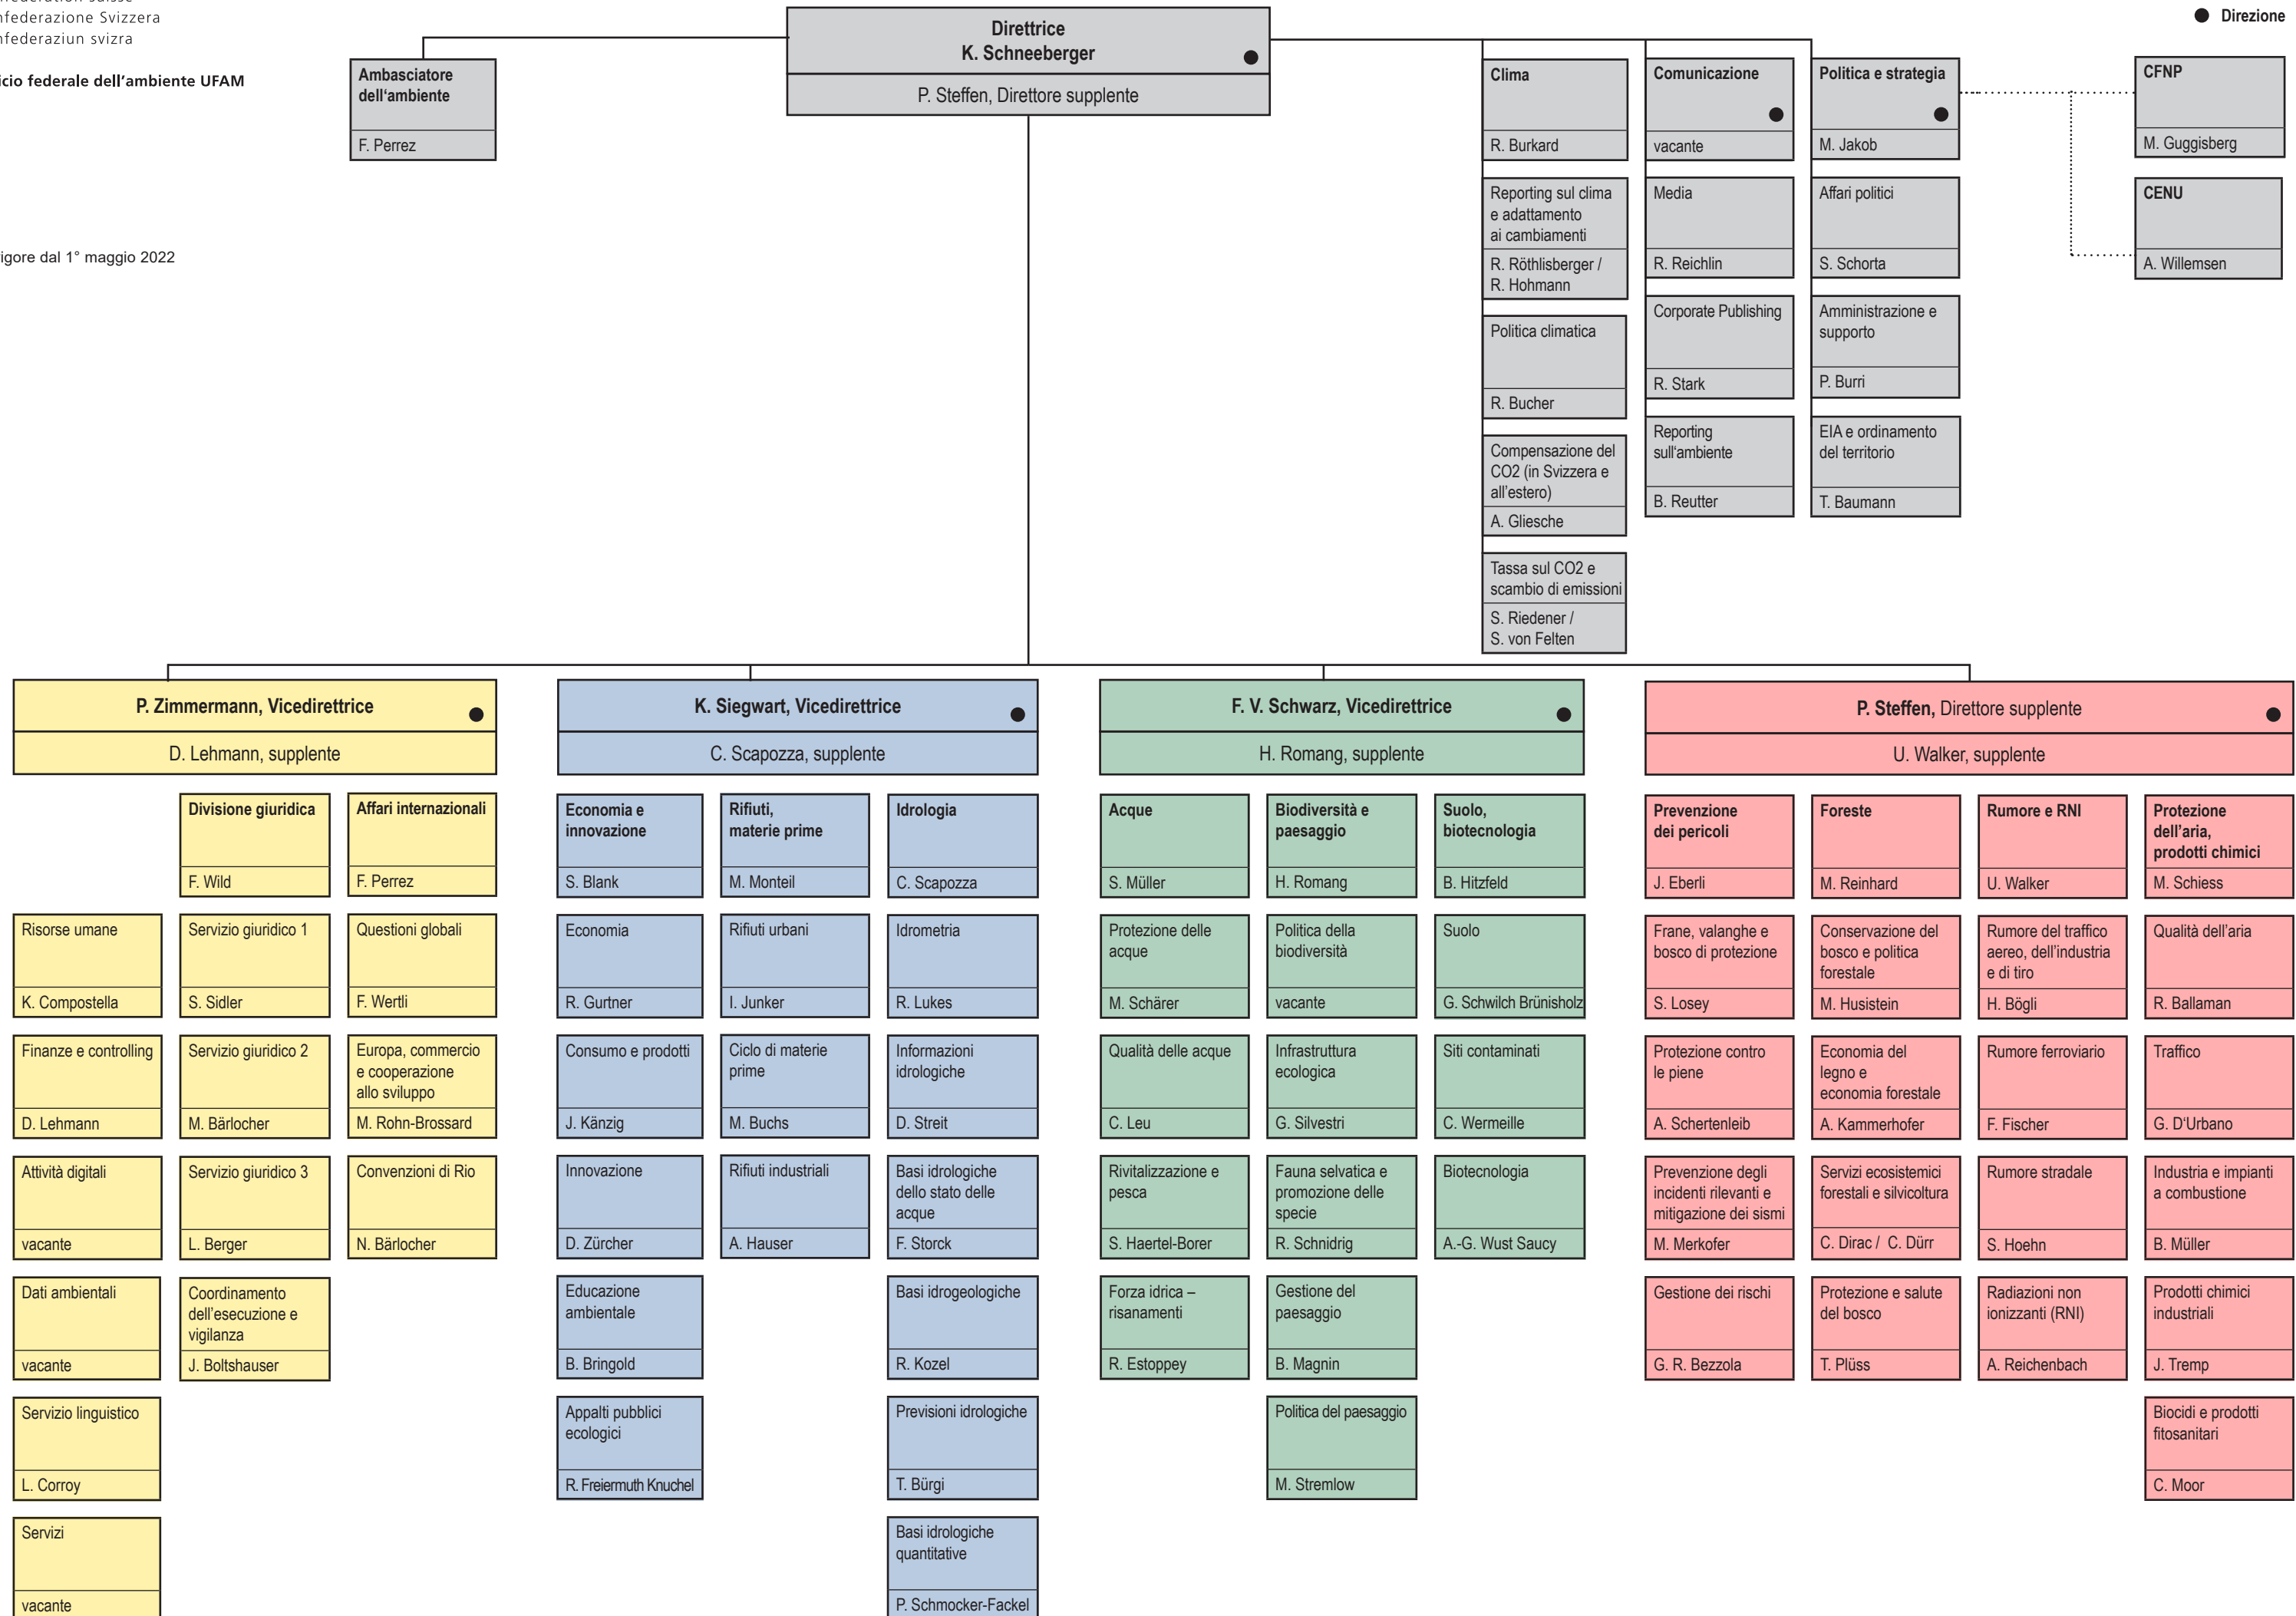 nfederazione Svizzera
nfederaziun svizra
icio federale dell'ambiente UFAM
igore dal 1° maggio 2022
Direzione
Direttrice
K. Schneeberger
P. Steffen, Direttore supplente
Ambasciatore
dell'ambiente
F. Perrez
Clima
R. Burkard
Reporting sul clima
e adattamento
ai cambiamenti
R. Röthlisberger /
R. Hohmann
Politica climatica
R. Bucher
Compensazione del
CO2 (in Svizzera e
all'estero)
A. Gliesche
Tassa sul CO2 e
scambio di emissioni
S. Riedener /
S. von Felten
Comunicazione
vacante
Media
R. Reichlin
Corporate Publishing
R. Stark
Reporting
sull'ambiente
B. Reutter
Politica e strategia
M. Jakob
Affari politici
S. Schorta
Amministrazione e
supporto
P. Burri
EIA e ordinamento
del territorio
T. Baumann
CFNP
M. Guggisberg
CENU
A. Willemsen
P. Zimmermann, Vicedirettrice
D. Lehmann, supplente
Risorse umane
K. Compostella
Finanze e controlling
D. Lehmann
Attività digitali
vacante
Dati ambientali
vacante
Servizio linguistico
L. Corroy
Servizi
vacante
Divisione giuridica
F. Wild
Servizio giuridico 1
S. Sidler
Servizio giuridico 2
M. Bärlocher
Servizio giuridico 3
L. Berger
Coordinamento
dell'esecuzione e
vigilanza
J. Boltshauser
Affari internazionali
F. Perrez
Questioni globali
F. Wertli
Europa, commercio
e cooperazione
allo sviluppo
M. Rohn-Brossard
Convenzioni di Rio
N. Bärlocher
K. Siegwart, Vicedirettrice
C. Scapozza, supplente
Economia e
innovazione
S. Blank
Economia
R. Gurtner
Consumo e prodotti
J. Känzig
Innovazione
D. Zürcher
Educazione
ambientale
B. Bringold
Appalti pubblici
ecologici
R. Freiermuth Knuchel
Rifiuti,
materie prime
M. Monteil
Rifiuti urbani
I. Junker
Ciclo di materie
prime
M. Buchs
Rifiuti industriali
A. Hauser
Idrologia
C. Scapozza
Idrometria
R. Lukes
Informazioni
idrologiche
D. Streit
Basi idrologiche
dello stato delle
acque
F. Storck
Basi idrogeologiche
R. Kozel
Previsioni idrologiche
T. Bürgi
Basi idrologiche
quantitative
P. Schmocker-Fackel
F. V. Schwarz, Vicedirettrice
H. Romang, supplente
Acque
S. Müller
Protezione delle
acque
M. Schärer
Qualità delle acque
C. Leu
Rivitalizzazione e
pesca
S. Haertel-Borer
Forza idrica –
risanamenti
R. Estoppey
Biodiversità e
paesaggio
H. Romang
Politica della
biodiversità
vacante
Infrastruttura
ecologica
G. Silvestri
Fauna selvatica e
promozione delle
specie
R. Schnidrig
Gestione del
paesaggio
B. Magnin
Politica del paesaggio
M. Stremlow
Suolo,
biotecnologia
B. Hitzfeld
Suolo
G. Schwilch Brünisholz
Siti contaminati
C. Wermeille
Biotecnologia
A.-G. Wust Saucy
P. Steffen, Direttore supplente
U. Walker, supplente
Prevenzione
dei pericoli
J. Eberli
Frane, valanghe e
bosco di protezione
S. Losey
Protezione contro
le piene
A. Schertenleib
Prevenzione degli
incidenti rilevanti e
mitigazione dei sismi
M. Merkofer
Gestione dei rischi
G. R. Bezzola
Foreste
M. Reinhard
Conservazione del
bosco e politica
forestale
M. Husistein
Economia del
legno e
economia forestale
A. Kammerhofer
Servizi ecosistemici
forestali e silvicoltura
C. Dirac / C. Dürr
Protezione e salute
del bosco
T. Plüss
Rumore e RNI
U. Walker
Rumore del traffico
aereo, dell'industria
e di tiro
H. Bögli
Rumore ferroviario
F. Fischer
Rumore stradale
S. Hoehn
Radiazioni non
ionizzanti (RNI)
A. Reichenbach
Protezione
dell'aria,
prodotti chimici
M. Schiess
Qualità dell'aria
R. Ballaman
Traffico
G. D'Urbano
Industria e impianti
a combustione
B. Müller
Prodotti chimici
industriali
J. Tremp
Biocidi e prodotti
fitosanitari
C. Moor